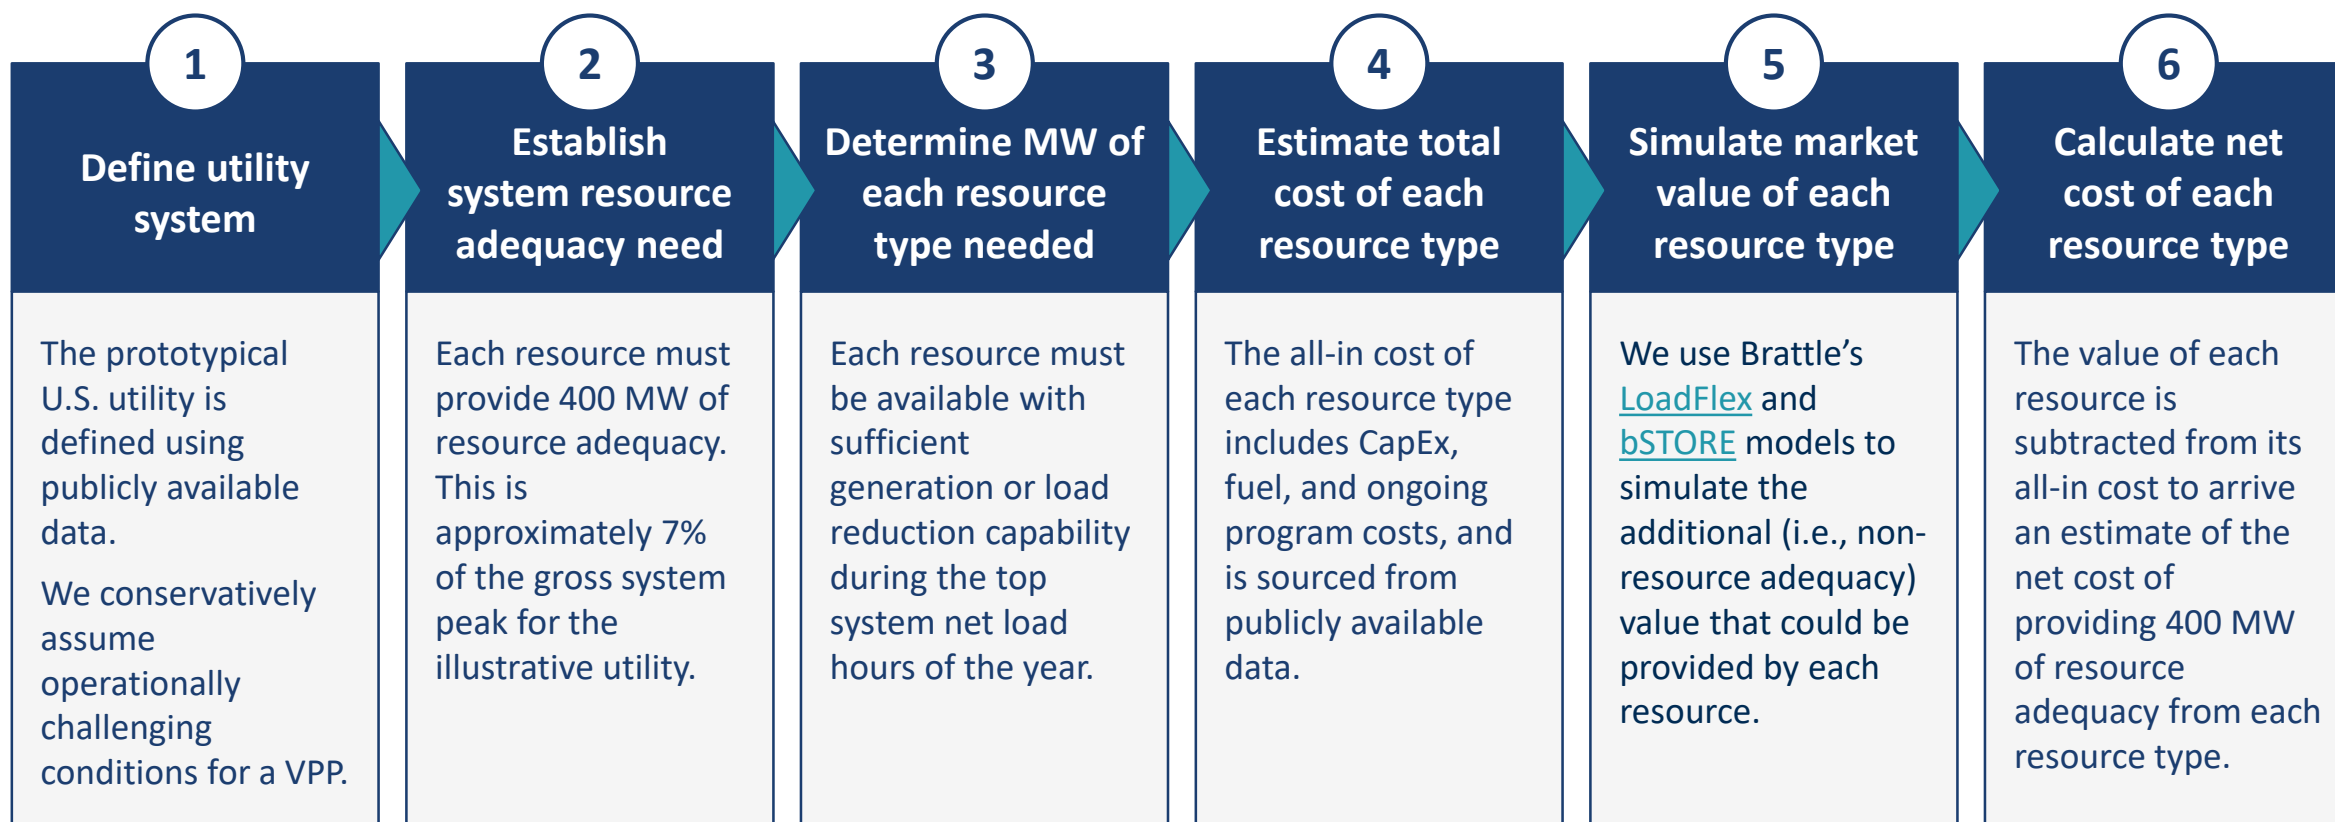 1
Define utility
system
The prototypical
U.S. utility is
defined using
publicly available
data.
We conservatively
assume
operationally
challenging
conditions for a VPP.
2
Establish
system resource
adequacy need
Each resource must
provide 400 MW of
resource adequacy.
This is
approximately 7%
of the gross system
peak for the
illustrative utility.
3
Determine MW of
each resource
type needed
Each resource must
be available with
sufficient
generation or load
reduction capability
during the top
system net load
hours of the year.
4
Estimate total
cost of each
resource type
The all-in cost of
each resource type
includes CapEx,
fuel, and ongoing
program costs, and
is sourced from
publicly available
data.
5
Simulate market
value of each
resource type
We use Brattle’s
LoadFlex and
bSTORE models to
simulate the
additional (i.e., non-
resource adequacy)
value that could be
provided by each
resource.
6
Calculate net
cost of each
resource type
The value of each
resource is
subtracted from its
all-in cost to arrive
an estimate of the
net cost of
providing 400 MW
of resource
adequacy from each
resource type.